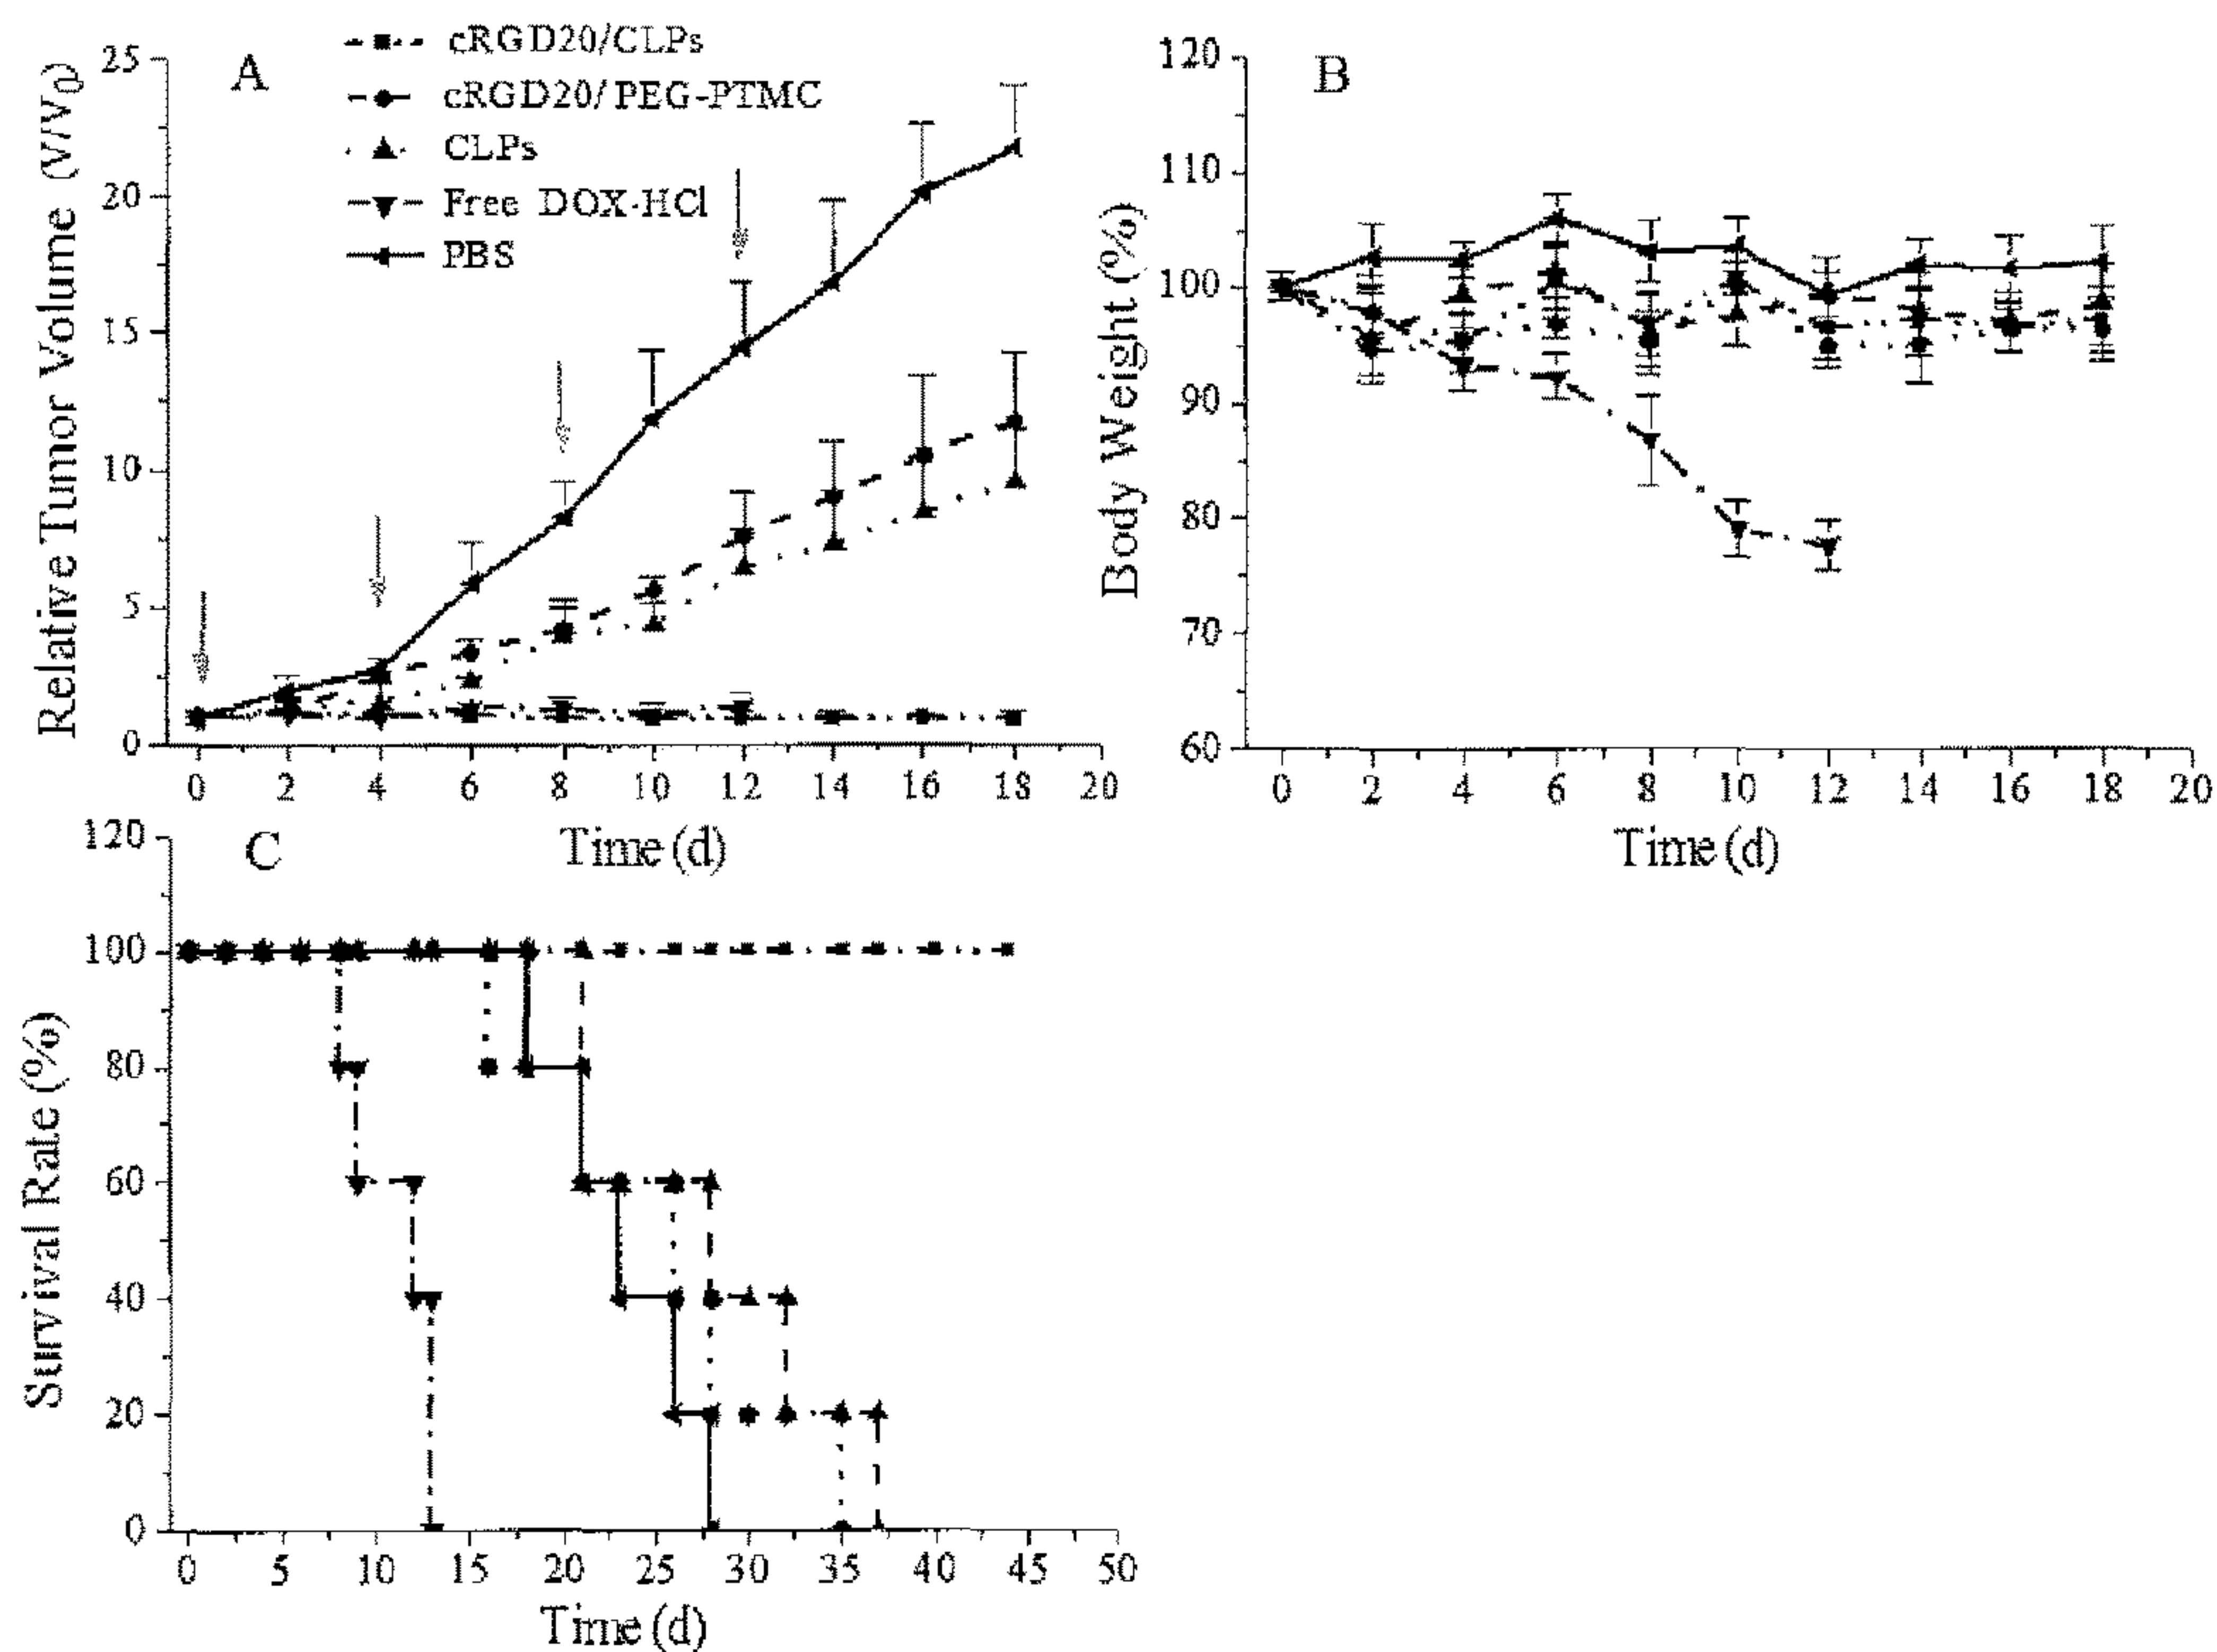 A
cRGD20/CLPs
cRGD20/PEG-PTMC
CLPs
Free DOX·HCl
PBS
Relative Tumor Volume (V/V0)
25
20
15
10
5
0
0 2 4 6 8 10 12 14 16 18 20
Time (d)
B
Body Weight (%)
120
110
100
90
80
70
60
0 2 4 6 8 10 12 14 16 18 20
Time (d)
C
Survival Rate (%)
120
100
80
60
40
20
0
0 5 10 15 20 25 30 35 40 45 50
Time (d)